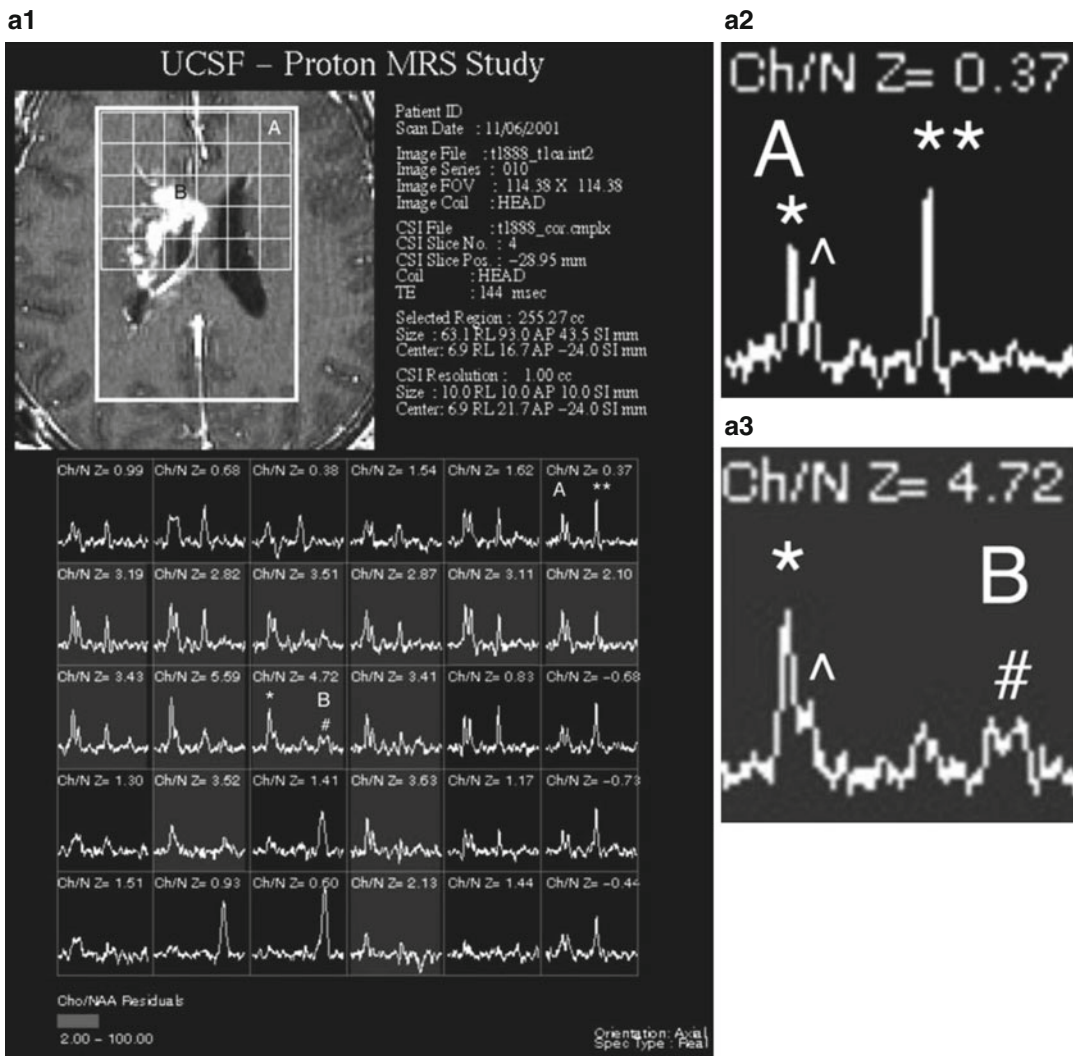 a1
UCSF – Proton MRS Study
A
B
Patient ID
Scan Date : 11/06/2001
Image File : t1888_t1ca.int2
Image Series : 010
Image FOV : 114.38 X 114.38
Image Coil : HEAD
CSI File : t1888_cor.cmplx
CSI Slice No. : 4
CSI Slice Pos. : −28.95 mm
Coil : HEAD
TE : 144 msec
Selected Region : 255.27 cc
Size : 63.1 RL 93.0 AP 43.5 SI mm
Center: 6.9 RL 16.7 AP −24.0 SI mm
CSI Resolution : 1.00 cc
Size : 10.0 RL 10.0 AP 10.0 SI mm
Center: 6.9 RL 21.7 AP −24.0 SI mm
Ch/N Z= 0.99 Ch/N Z= 0.68 Ch/N Z= 0.38 Ch/N Z= 1.54 Ch/N Z= 1.62 Ch/N Z= 0.37
A **
Ch/N Z= 3.19 Ch/N Z= 2.82 Ch/N Z= 3.51 Ch/N Z= 2.87 Ch/N Z= 3.11 Ch/N Z= 2.10
Ch/N Z= 3.43 Ch/N Z= 5.59 Ch/N Z= 4.72 Ch/N Z= 3.41 Ch/N Z= 0.83 Ch/N Z= −0.68
* B
#
Ch/N Z= 1.30 Ch/N Z= 3.52 Ch/N Z= 1.41 Ch/N Z= 3.63 Ch/N Z= 1.17 Ch/N Z= −0.73
Ch/N Z= 1.51 Ch/N Z= 0.93 Ch/N Z= 0.60 Ch/N Z= 2.13 Ch/N Z= 1.44 Ch/N Z= −0.44
Cho/NAA Residuals
2.00 − 100.00
Orientation: Axial
Spec Type : Real
a2
Ch/N Z= 0.37
A **
* ^
a3
Ch/N Z= 4.72
* B
^ #